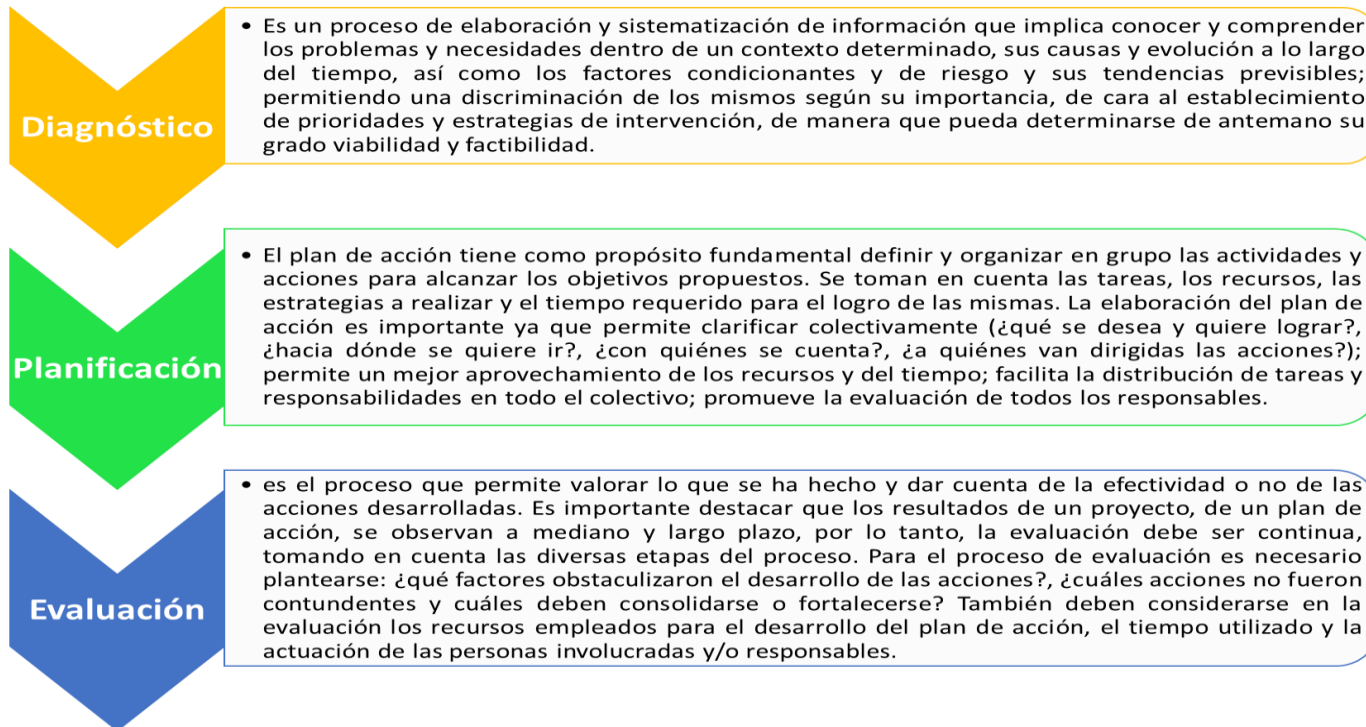 Diagnóstico
• Es un proceso de elaboración y sistematización de información que implica conocer y comprender
los problemas y necesidades dentro de un contexto determinado, sus causas y evolución a lo largo
del tiempo, así como los factores condicionantes y de riesgo y sus tendencias previsibles;
permitiendo una discriminación de los mismos según su importancia, de cara al establecimiento
de prioridades y estrategias de intervención, de manera que pueda determinarse de antemano su
grado viabilidad y factibilidad.
Planificación
• El plan de acción tiene como propósito fundamental definir y organizar en grupo las actividades y
acciones para alcanzar los objetivos propuestos. Se toman en cuenta las tareas, los recursos, las
estrategias a realizar y el tiempo requerido para el logro de las mismas. La elaboración del plan de
acción es importante ya que permite clarificar colectivamente (¿qué se desea y quiere lograr?,
¿hacia dónde se quiere ir?, ¿con quiénes se cuenta?, ¿a quiénes van dirigidas las acciones?);
permite un mejor aprovechamiento de los recursos y del tiempo; facilita la distribución de tareas y
responsabilidades en todo el colectivo; promueve la evaluación de todos los responsables.
Evaluación
• es el proceso que permite valorar lo que se ha hecho y dar cuenta de la efectividad o no de las
acciones desarrolladas. Es importante destacar que los resultados de un proyecto, de un plan de
acción, se observan a mediano y largo plazo, por lo tanto, la evaluación debe ser continua,
tomando en cuenta las diversas etapas del proceso. Para el proceso de evaluación es necesario
plantearse: ¿qué factores obstaculizaron el desarrollo de las acciones?, ¿cuáles acciones no fueron
contundentes y cuáles deben consolidarse o fortalecerse? También deben considerarse en la
evaluación los recursos empleados para el desarrollo del plan de acción, el tiempo utilizado y la
actuación de las personas involucradas y/o responsables.